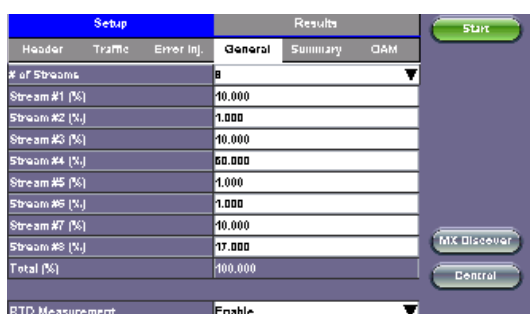 Setup Results
Start
Header Traffic Error Inj. General Summary OAM
# of Streams 8
Stream #1 (%) 10.000
Stream #2 (%) 1.000
Stream #3 (%) 10.000
Stream #4 (%) 50.000
Stream #5 (%) 1.000
Stream #6 (%) 1.000
Stream #7 (%) 10.000
Stream #8 (%) 17.000
MX Discover
Total (%) 100.000
Control
RTD Measurement Enable